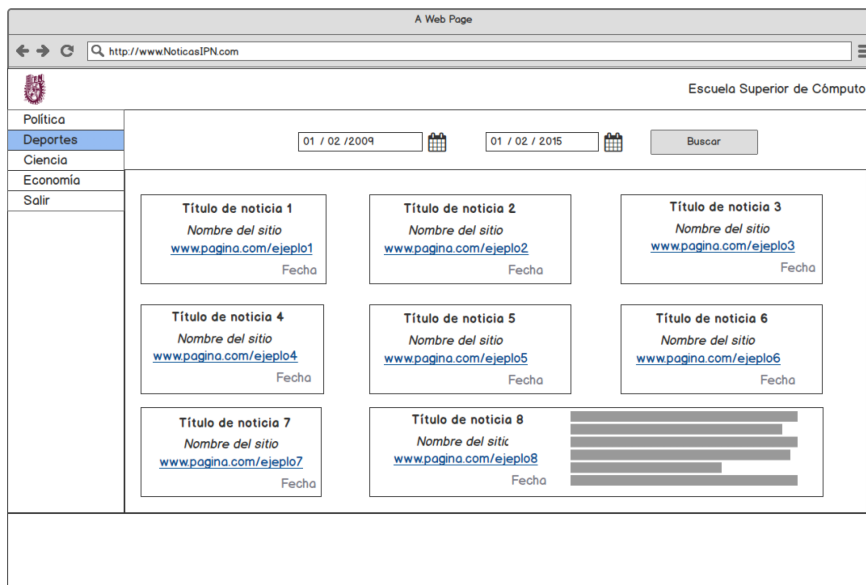 A Web Page
http://www.NoticasIPN.com
Escuela Superior de Cómputo
Política
Deportes
Ciencia
Economía
Salir
01 / 02 /2009
01 / 02 / 2015
Buscar
Título de noticia 1
Nombre del sitio
www.pagina.com/ejeplo1
Fecha
Título de noticia 2
Nombre del sitio
www.pagina.com/ejeplo2
Fecha
Título de noticia 3
Nombre del sitio
www.pagina.com/ejeplo3
Fecha
Título de noticia 4
Nombre del sitio
www.pagina.com/ejeplo4
Fecha
Título de noticia 5
Nombre del sitio
www.pagina.com/ejeplo5
Fecha
Título de noticia 6
Nombre del sitio
www.pagina.com/ejeplo6
Fecha
Título de noticia 7
Nombre del sitio
www.pagina.com/ejeplo7
Fecha
Título de noticia 8
Nombre del sitic
www.pagina.com/ejeplo8
Fecha